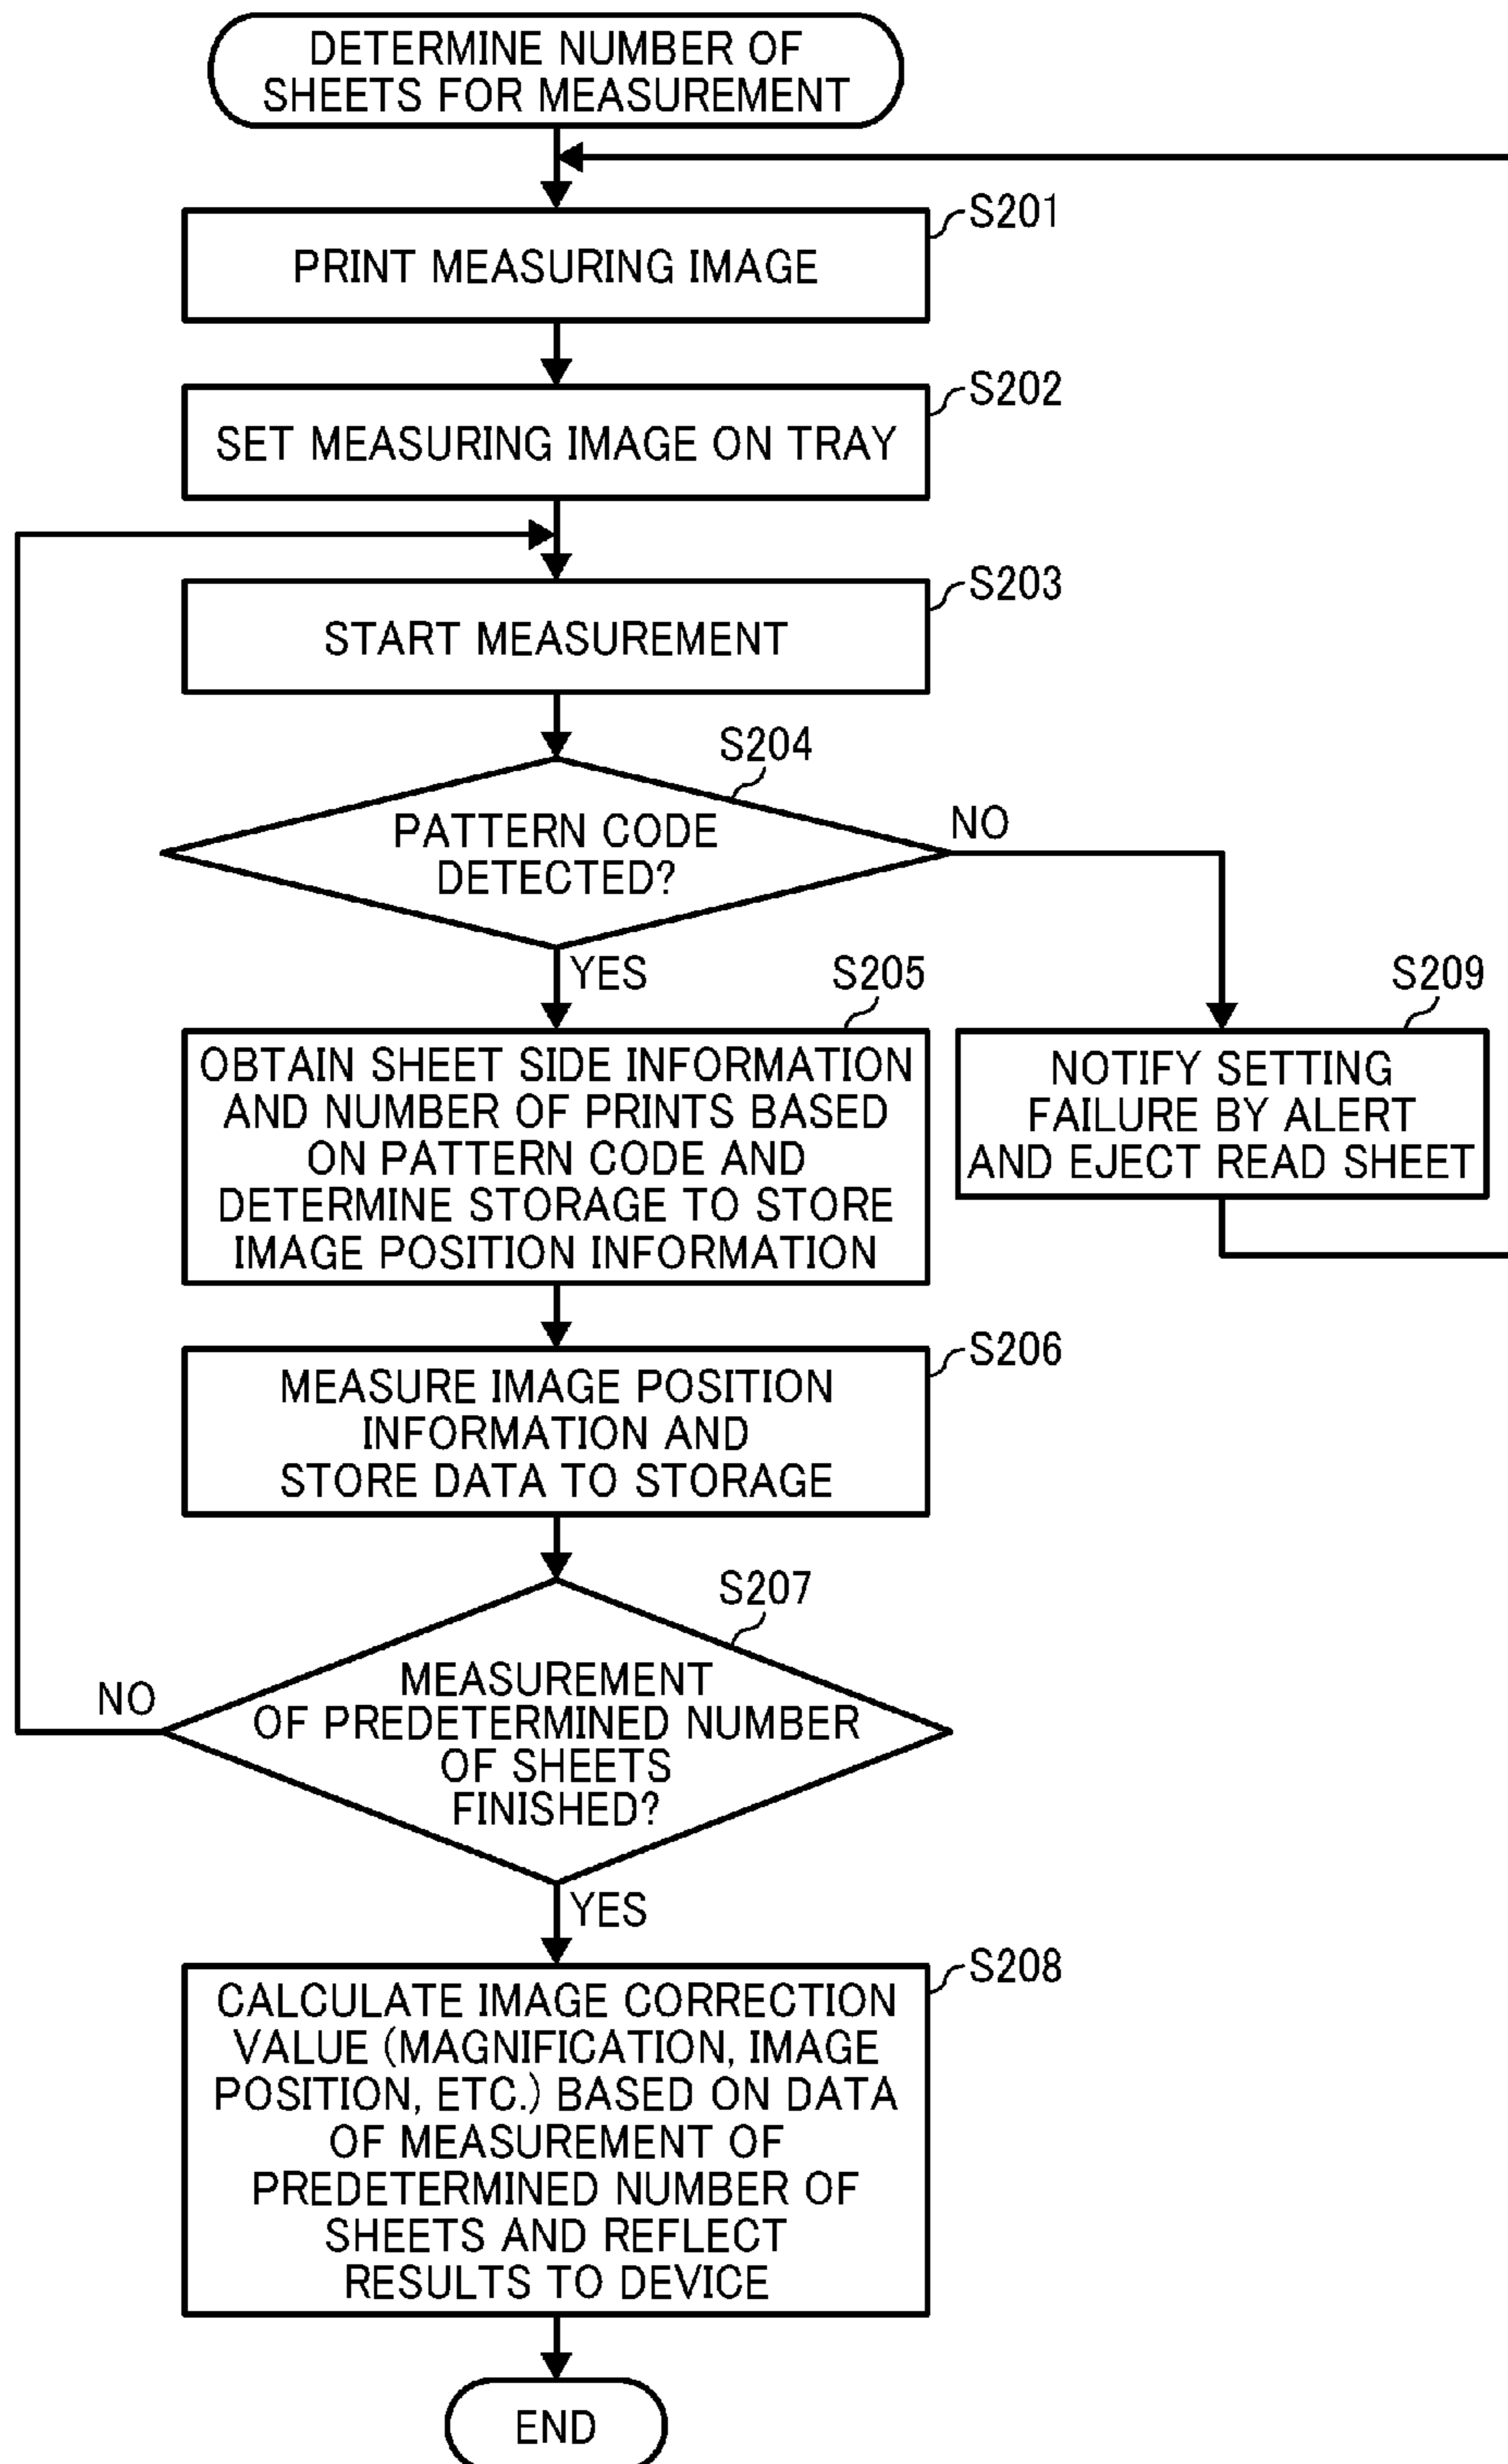 DETERMINE NUMBER OF
SHEETS FOR MEASUREMENT
S201
PRINT MEASURING IMAGE
S202
SET MEASURING IMAGE ON TRAY
S203
START MEASUREMENT
S204
PATTERN CODE
DETECTED?
NO
YES
S205
OBTAIN SHEET SIDE INFORMATION
AND NUMBER OF PRINTS BASED
ON PATTERN CODE AND
DETERMINE STORAGE TO STORE
IMAGE POSITION INFORMATION
S209
NOTIFY SETTING
FAILURE BY ALERT
AND EJECT READ SHEET
S206
MEASURE IMAGE POSITION
INFORMATION AND
STORE DATA TO STORAGE
S207
MEASUREMENT
OF PREDETERMINED NUMBER
OF SHEETS
FINISHED?
NO
YES
S208
CALCULATE IMAGE CORRECTION
VALUE (MAGNIFICATION, IMAGE
POSITION, ETC.) BASED ON DATA
OF MEASUREMENT OF
PREDETERMINED NUMBER OF
SHEETS AND REFLECT
RESULTS TO DEVICE
END